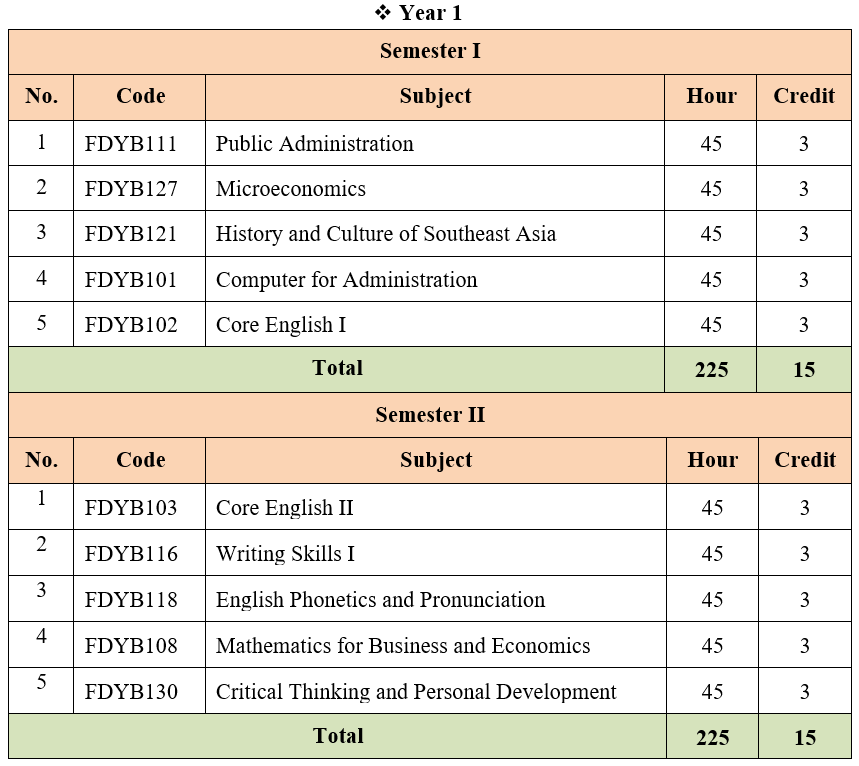 ❖ Year 1
Semester I
No. Code Subject Hour Credit
1 FDYB111 Public Administration 45 3
2 FDYB127 Microeconomics 45 3
3 FDYB121 History and Culture of Southeast Asia 45 3
4 FDYB101 Computer for Administration 45 3
5 FDYB102 Core English I 45 3
Total 225 15
Semester II
No. Code Subject Hour Credit
1 FDYB103 Core English II 45 3
2 FDYB116 Writing Skills I 45 3
3 FDYB118 English Phonetics and Pronunciation 45 3
4 FDYB108 Mathematics for Business and Economics 45 3
5 FDYB130 Critical Thinking and Personal Development 45 3
Total 225 15